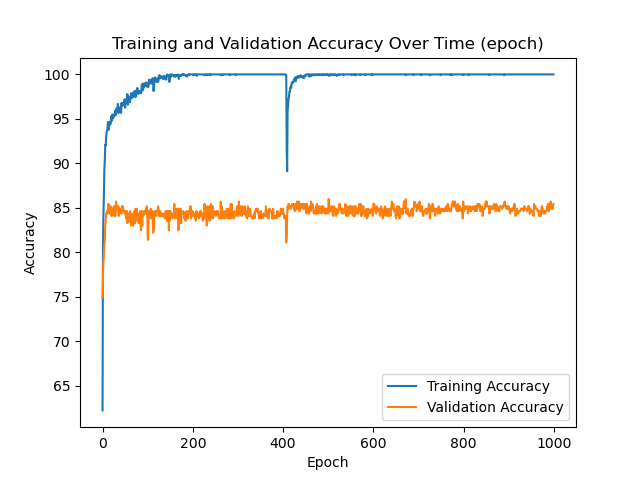 Training and Validation Accuracy Over Time (epoch)
100
95
90
85
80
75
70
65
Accuracy
0
200
400
600
800
1000
Epoch
Training Accuracy
Validation Accuracy